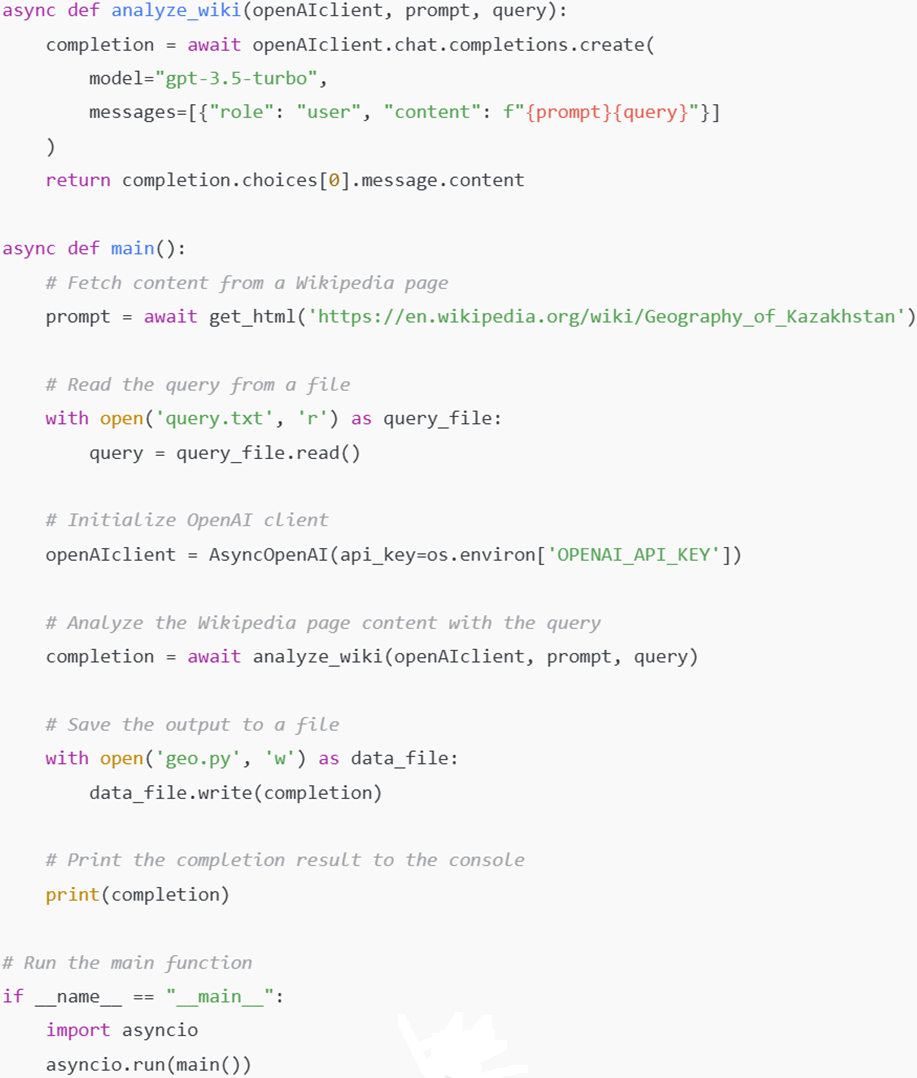 async def analyze_wiki(openAIclient, prompt, query):
    completion = await openAIclient.chat.completions.create(
        model="gpt-3.5-turbo",
        messages=[{"role": "user", "content": f"{prompt}{query}"}]
    )
    return completion.choices[0].message.content

async def main():
    # Fetch content from a Wikipedia page
    prompt = await get_html('https://en.wikipedia.org/wiki/Geography_of_Kazakhstan')

    # Read the query from a file
    with open('query.txt', 'r') as query_file:
        query = query_file.read()

    # Initialize OpenAI client
    openAIclient = AsyncOpenAI(api_key=os.environ['OPENAI_API_KEY'])

    # Analyze the Wikipedia page content with the query
    completion = await analyze_wiki(openAIclient, prompt, query)

    # Save the output to a file
    with open('geo.py', 'w') as data_file:
        data_file.write(completion)

    # Print the completion result to the console
    print(completion)

# Run the main function
if __name__ == "__main__":
    import asyncio
    asyncio.run(main())